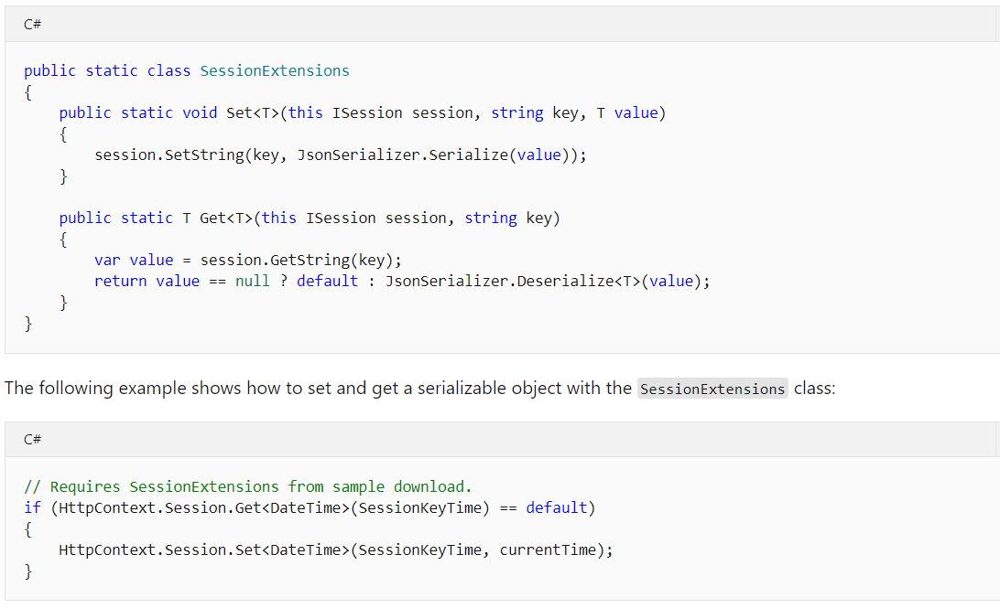 C#
public static class SessionExtensions
{
    public static void Set<T>(this ISession session, string key, T value)
    {
        session.SetString(key, JsonSerializer.Serialize(value));
    }

    public static T Get<T>(this ISession session, string key)
    {
        var value = session.GetString(key);
        return value == null ? default : JsonSerializer.Deserialize<T>(value);
    }
}
The following example shows how to set and get a serializable object with the SessionExtensions class:
C#
// Requires SessionExtensions from sample download.
if (HttpContext.Session.Get<DateTime>(SessionKeyTime) == default)
{
    HttpContext.Session.Set<DateTime>(SessionKeyTime, currentTime);
}